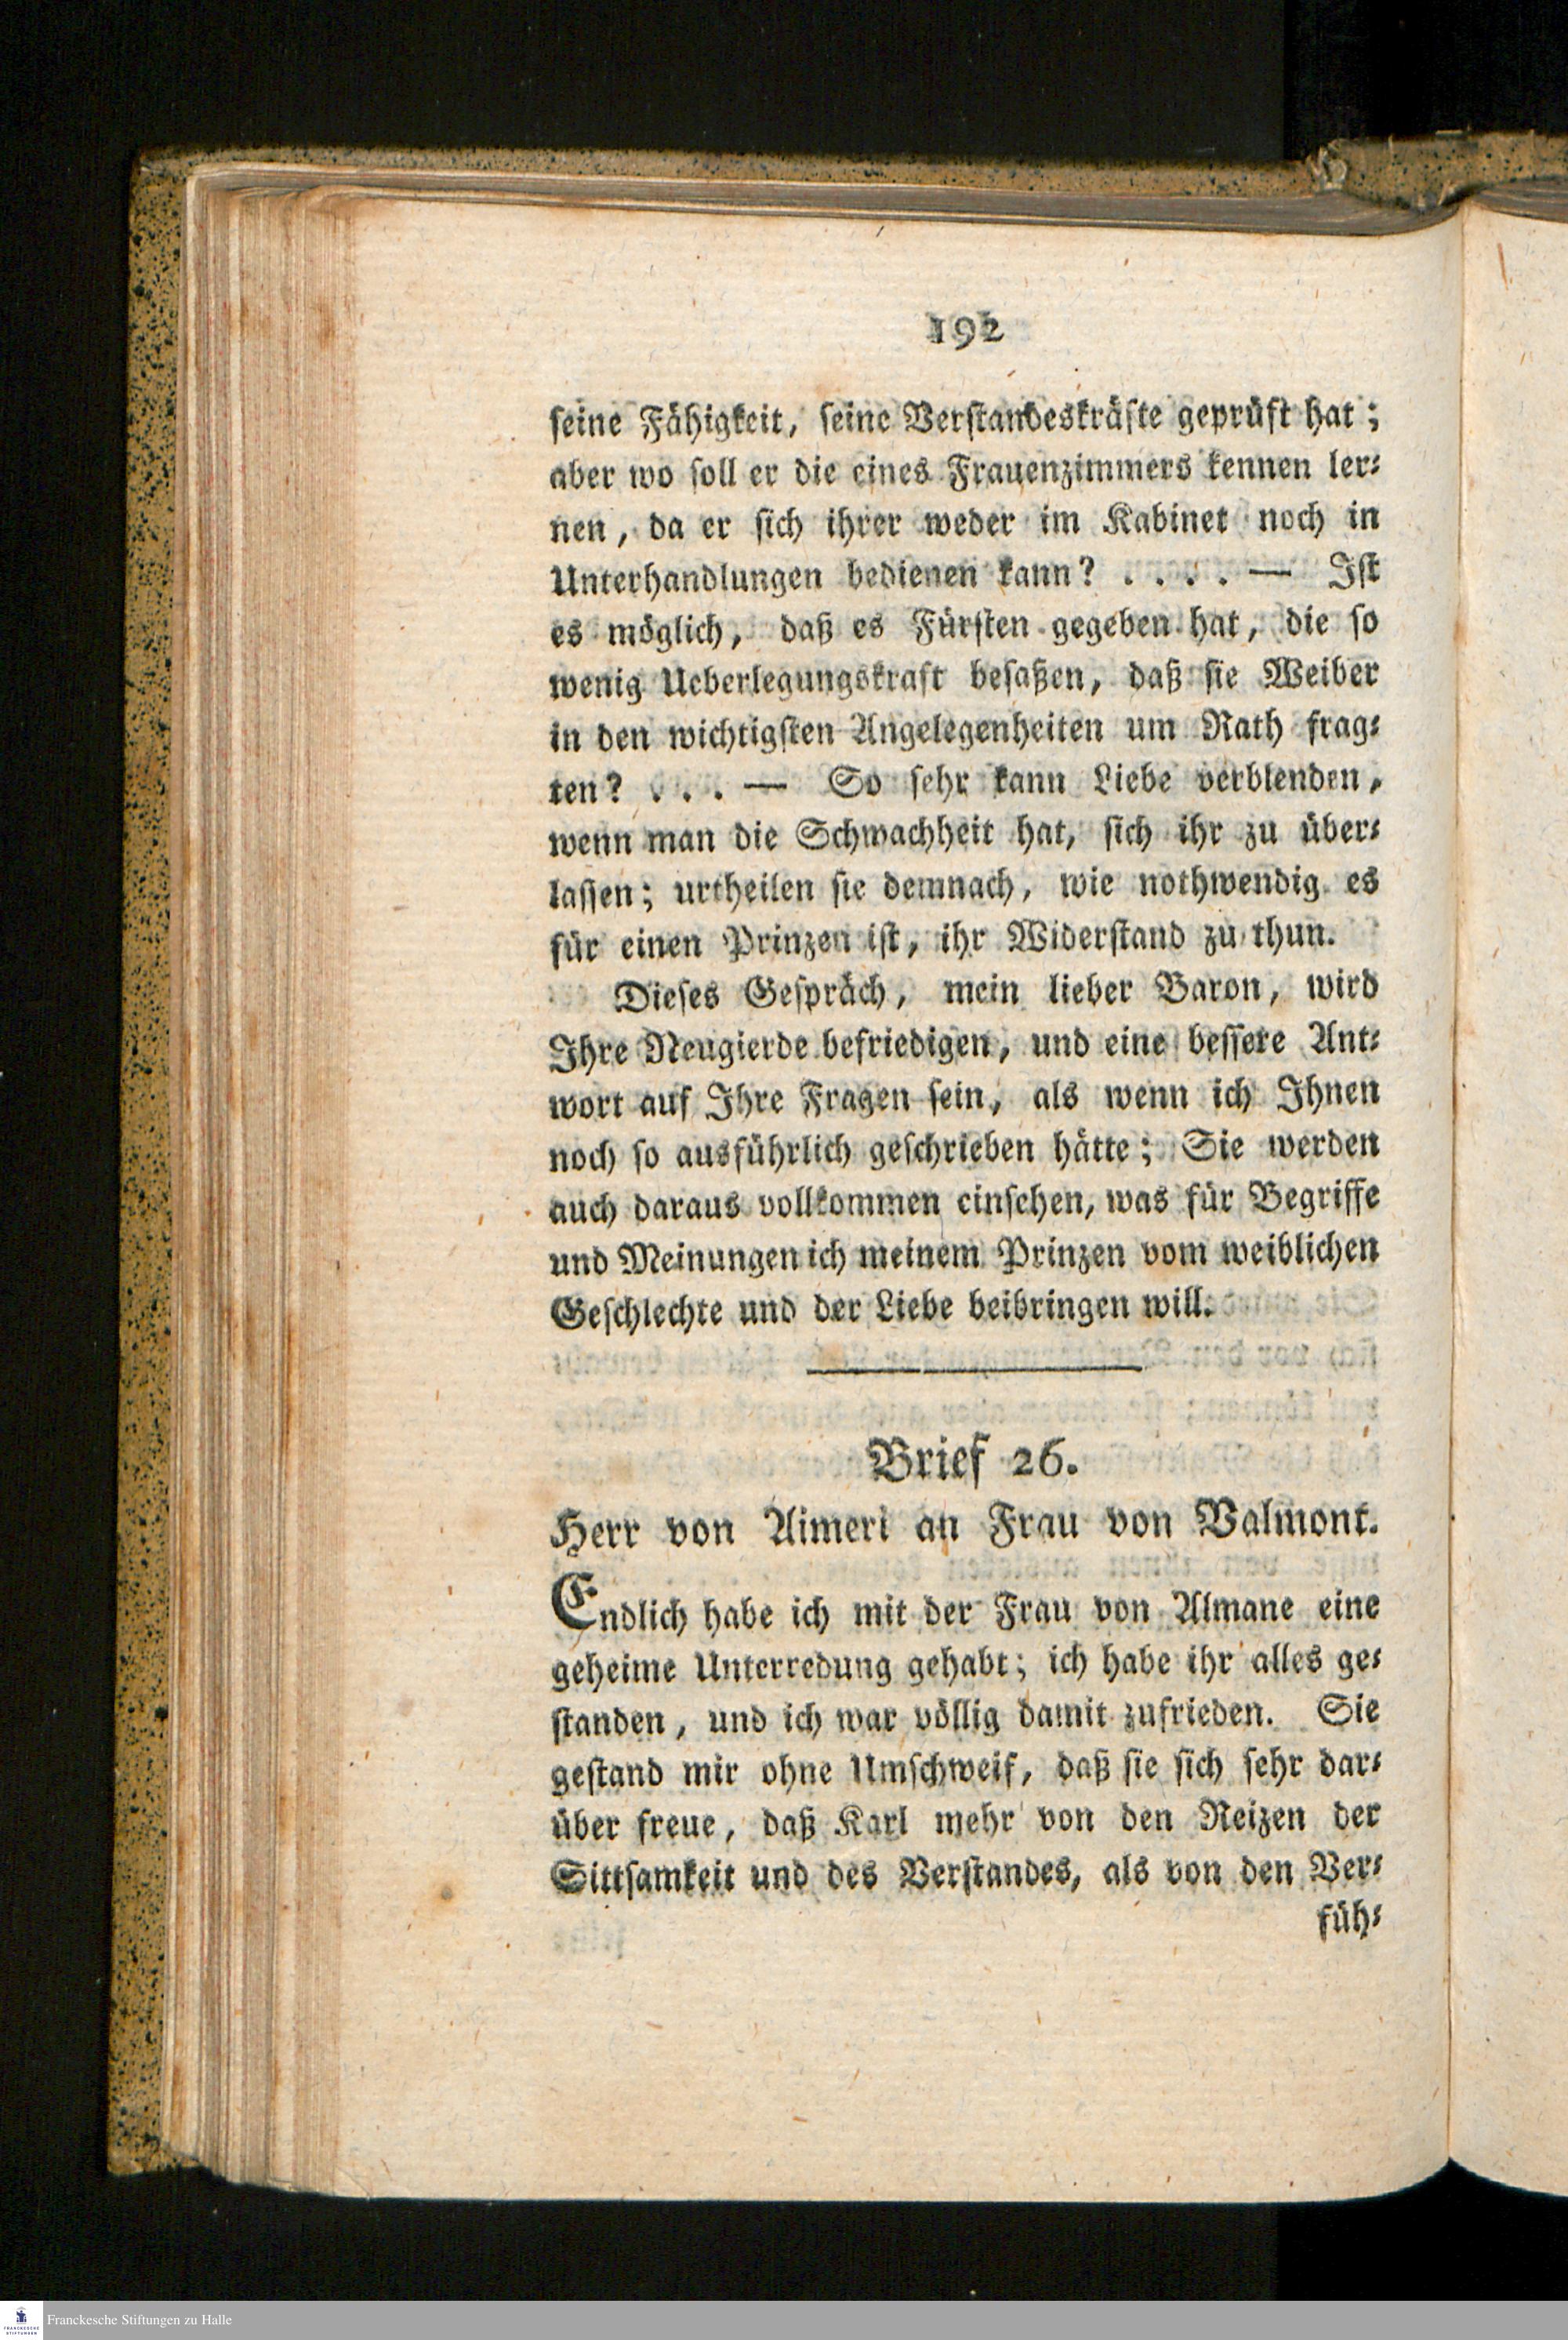 192
seine Fähigkeit, seine Verstandeskräfte geprüft hat;
aber wo soll er die eines Frauenzimmers kennen ler-
nen, da er sich ihrer weder im Kabinet noch in
Unterhandlungen bedienen kann? . . . . — Ist
es möglich, daß es Fürsten gegeben hat, die so
wenig Ueberlegungskraft besaßen, daß sie Weiber
in den wichtigsten Angelegenheiten um Rath frag-
ten? . . . — So sehr kann Liebe verblenden,
wenn man die Schwachheit hat, sich ihr zu über-
lassen; urtheilen sie demnach, wie nothwendig es
für einen Prinzen ist, ihr Widerstand zu thun.
Dieses Gespräch, mein lieber Baron, wird
Ihre Neugierde befriedigen, und eine bessere Ant-
wort auf Ihre Fragen sein, als wenn ich Ihnen
noch so ausführlich geschrieben hätte; Sie werden
auch daraus vollkommen einsehen, was für Begriffe
und Meinungen ich meinem Prinzen vom weiblichen
Geschlechte und der Liebe beibringen will.
Brief 26.
Herr von Aimeri an Frau von Valmont.
Endlich habe ich mit der Frau von Almane eine
geheime Unterredung gehabt; ich habe ihr alles ge-
standen, und ich war völlig damit zufrieden. Sie
gestand mir ohne Umschweif, daß sie sich sehr dar-
über freue, daß Karl mehr von den Reizen der
Sittsamkeit und des Verstandes, als von den Ver-
füh-
FRANCKESCHE
STIFTUNGEN
Franckesche Stiftungen zu Halle